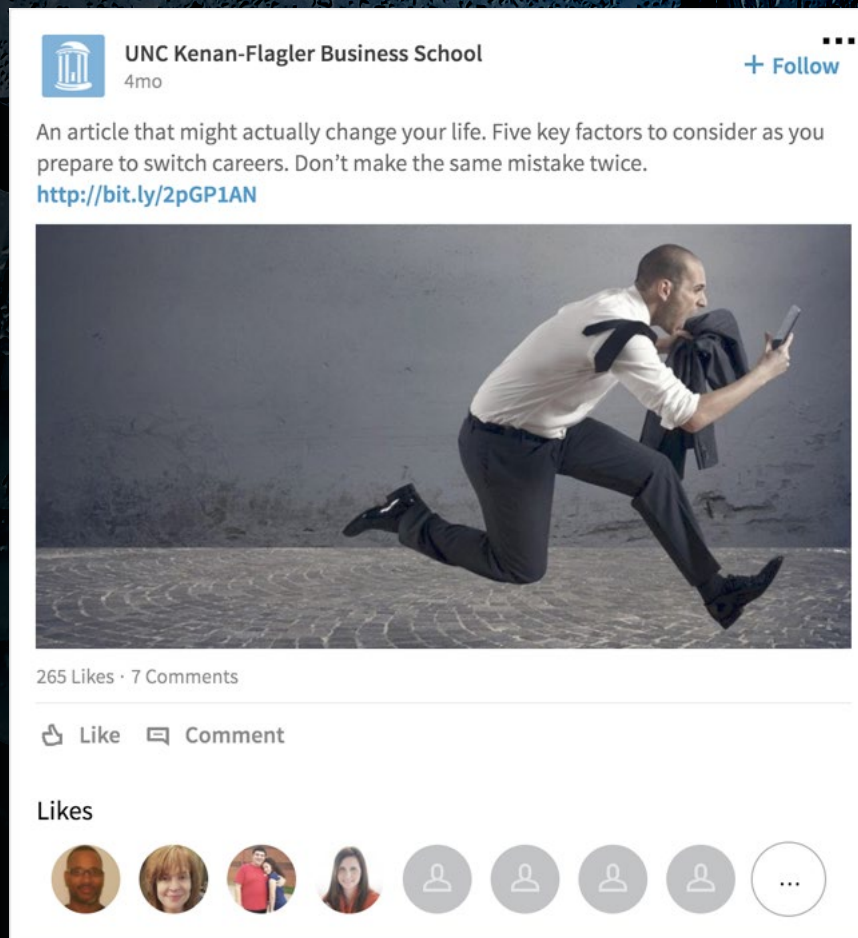 UNC Kenan-Flagler Business School
4mo
+ Follow
An article that might actually change your life. Five key factors to consider as you
prepare to switch careers. Don’t make the same mistake twice.
http://bit.ly/2pGP1AN
265 Likes · 7 Comments
Like Comment
Likes